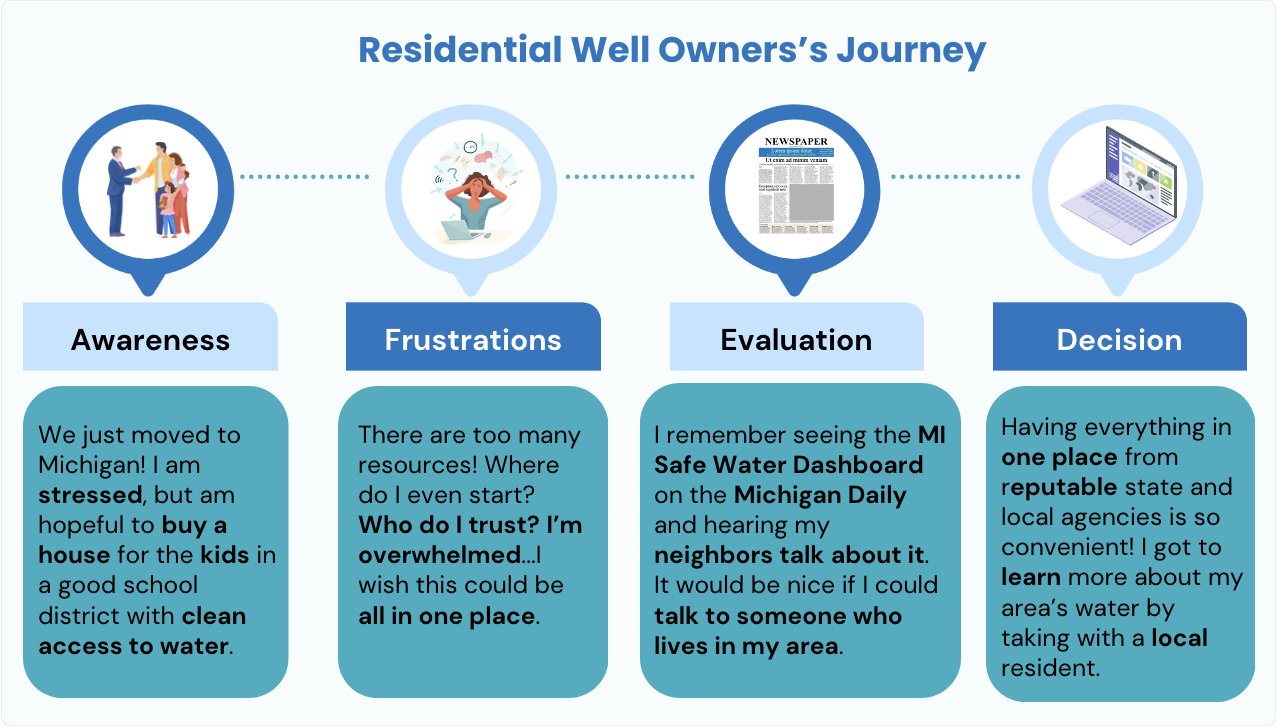 Residential Well Owners’s Journey
NEWSPAPER
Lorem ipsum dolor
Ut enim ad minim veniam
Awareness
Frustrations
Evaluation
Decision
We just moved to
Michigan! I am
stressed, but am
hopeful to buy a
house for the kids in
a good school
district with clean
access to water.
There are too many
resources! Where
do I even start?
Who do I trust? I’m
overwhelmed...I
wish this could be
all in one place.
I remember seeing the MI
Safe Water Dashboard
on the Michigan Daily
and hearing my
neighbors talk about it.
It would be nice if I could
talk to someone who
lives in my area.
Having everything in
one place from
reputable state and
local agencies is so
convenient! I got to
learn more about my
area’s water by
taking with a local
resident.